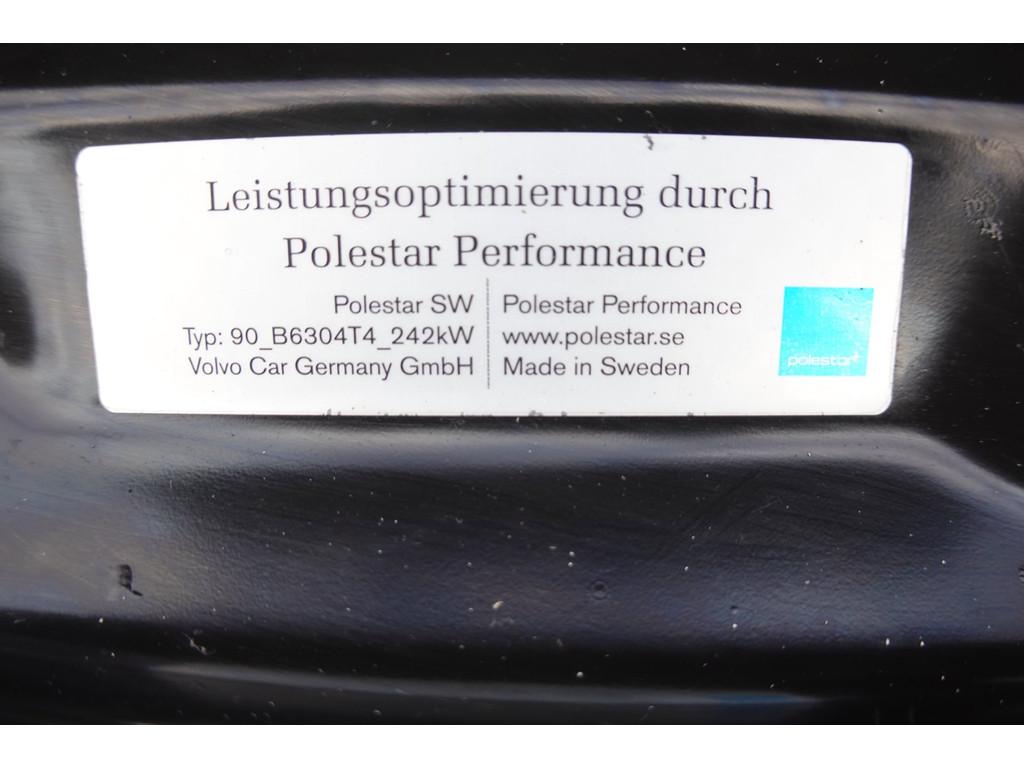 Leistungsoptimierung durch
Polestar Performance
Polestar SW
Typ: 90_B6304T4_242kW
Volvo Car Germany GmbH
Polestar Performance
www.polestar.se
Made in Sweden
polestar